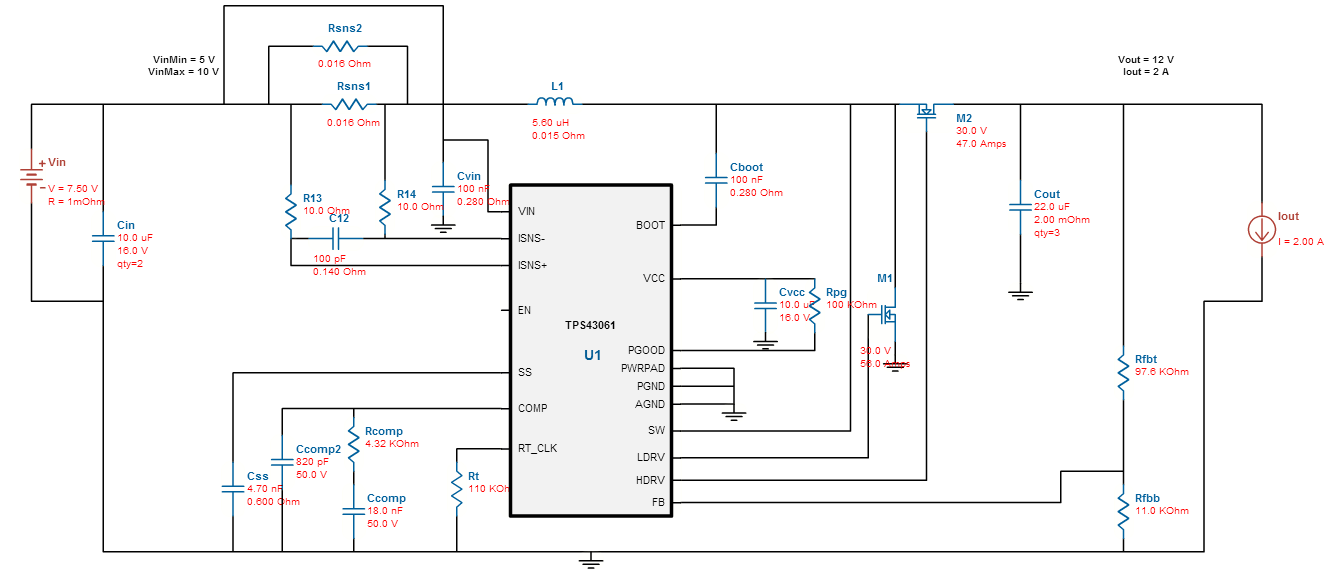 Rsns2
0.016 Ohm
VinMin = 5 V
VinMax = 10 V
Vout = 12 V
Iout = 2 A
Rsns1
0.016 Ohm
L1
5.60 uH
0.015 Ohm
M2
30.0 V
47.0 Amps
+ Vin
V = 7.50 V
R = 1mOhm
Cin
10.0 uF
16.0 V
qty=2
R13
10.0 Ohm
R14
10.0 Ohm
C12
100 pF
0.140 Ohm
Cvin
100 nF
0.280 Ohm
Cboot
100 nF
0.280 Ohm
Cout
22.0 uF
2.00 mOhm
qty=3
Iout
I = 2.00 A
VIN
ISNS-
ISNS+
EN
SS
COMP
RT_CLK
TPS43061
U1
BOOT
VCC
PGOOD
PWRPAD
PGND
AGND
SW
LDRV
HDRV
FB
Cvcc
10.0 uF
16.0 V
Rpg
100 KOhm
M1
30.0 V
56.0 Amps
Rfbt
97.6 KOhm
Rfbb
11.0 KOhm
Rcomp
4.32 KOhm
Ccomp2
820 pF
50.0 V
Ccomp
18.0 nF
50.0 V
Css
4.70 nF
0.600 Ohm
Rt
110 KOh